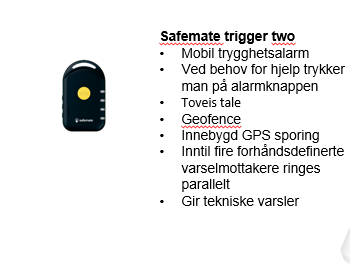 Safemate trigger two
• Mobil trygghetsalarm
• Ved behov for hjelp trykker
man på alarmknappen
• Toveis tale
• Geofence
• Innebygd GPS sporing
• Inntil fire forhåndsdefinerte
varselmottakere ringes
parallelt
• Gir tekniske varsler
safemate